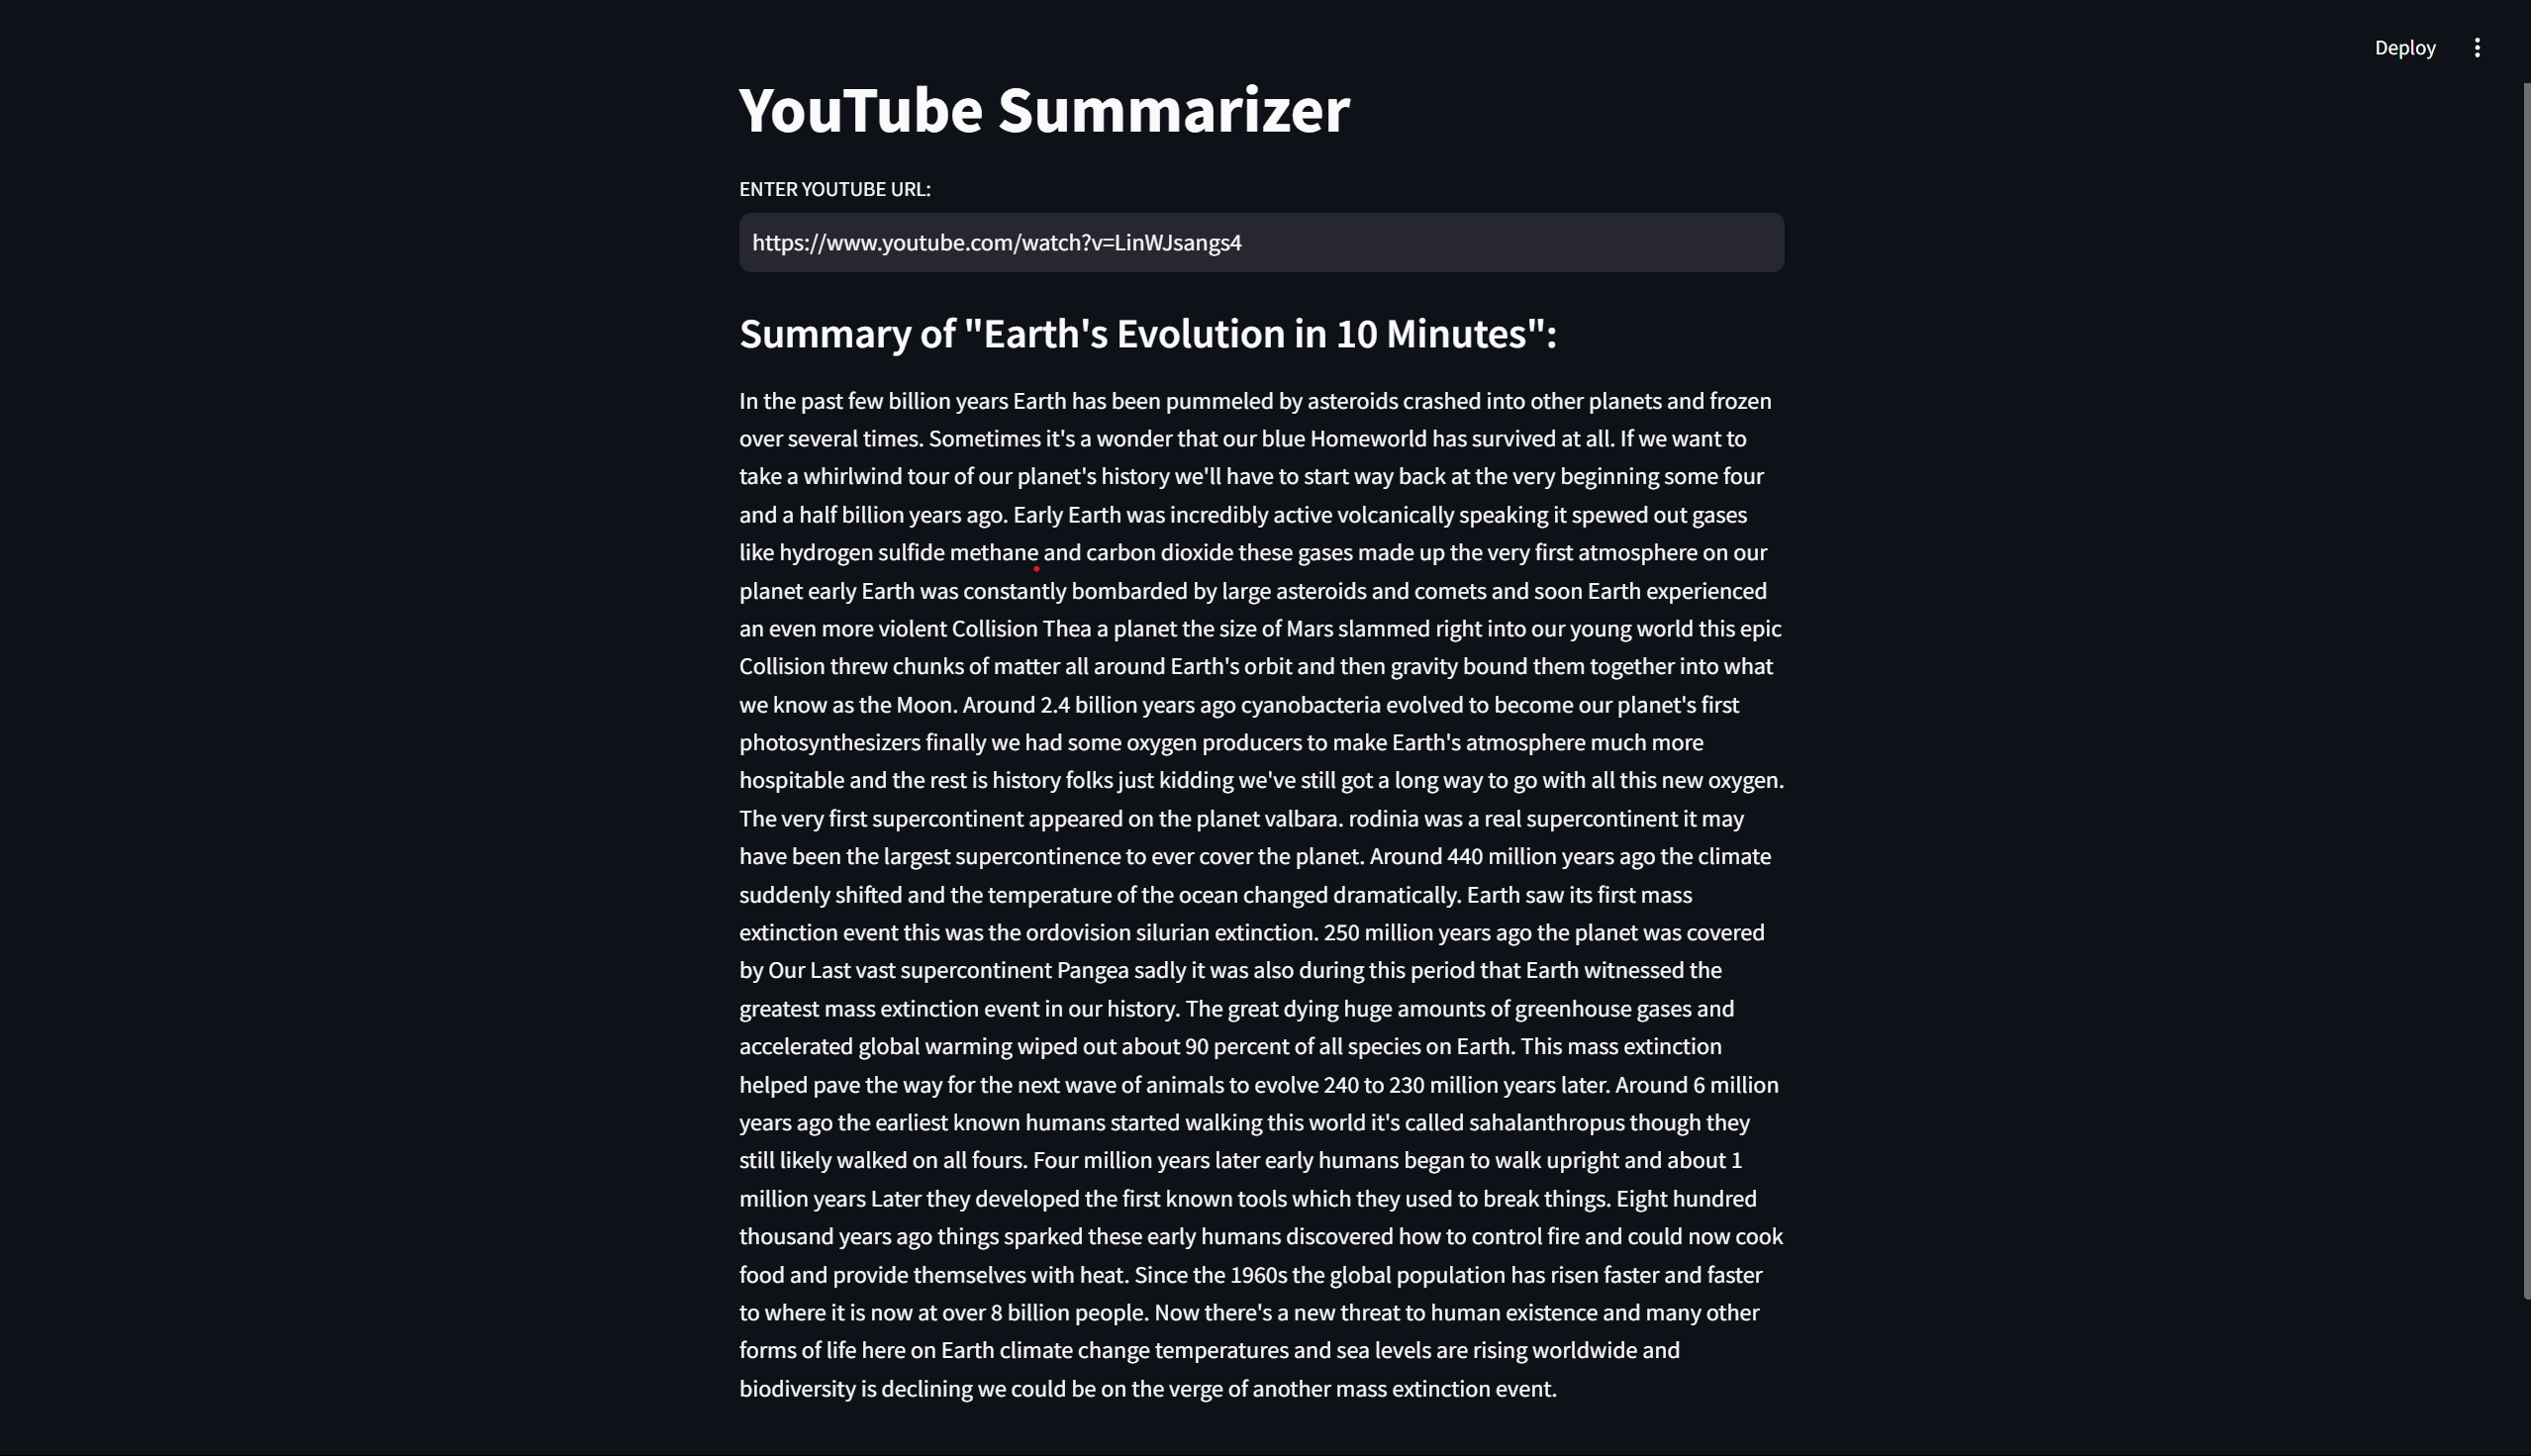 Deploy
YouTube Summarizer
ENTER YOUTUBE URL:
https://www.youtube.com/watch?v=LinWJsangs4
Summary of "Earth's Evolution in 10 Minutes":
In the past few billion years Earth has been pummeled by asteroids crashed into other planets and frozen
over several times. Sometimes it's a wonder that our blue Homeworld has survived at all. If we want to
take a whirlwind tour of our planet's history we'll have to start way back at the very beginning some four
and a half billion years ago. Early Earth was incredibly active volcanically speaking it spewed out gases
like hydrogen sulfide methane and carbon dioxide these gases made up the very first atmosphere on our
planet early Earth was constantly bombarded by large asteroids and comets and soon Earth experienced
an even more violent Collision Thea a planet the size of Mars slammed right into our young world this epic
Collision threw chunks of matter all around Earth's orbit and then gravity bound them together into what
we know as the Moon. Around 2.4 billion years ago cyanobacteria evolved to become our planet's first
photosynthesizers finally we had some oxygen producers to make Earth's atmosphere much more
hospitable and the rest is history folks just kidding we've still got a long way to go with all this new oxygen.
The very first supercontinent appeared on the planet valbara. rodinia was a real supercontinent it may
have been the largest supercontinence to ever cover the planet. Around 440 million years ago the climate
suddenly shifted and the temperature of the ocean changed dramatically. Earth saw its first mass
extinction event this was the ordovision silurian extinction. 250 million years ago the planet was covered
by Our Last vast supercontinent Pangea sadly it was also during this period that Earth witnessed the
greatest mass extinction event in our history. The great dying huge amounts of greenhouse gases and
accelerated global warming wiped out about 90 percent of all species on Earth. This mass extinction
helped pave the way for the next wave of animals to evolve 240 to 230 million years later. Around 6 million
years ago the earliest known humans started walking this world it's called sahalanthropus though they
still likely walked on all fours. Four million years later early humans began to walk upright and about 1
million years Later they developed the first known tools which they used to break things. Eight hundred
thousand years ago things sparked these early humans discovered how to control fire and could now cook
food and provide themselves with heat. Since the 1960s the global population has risen faster and faster
to where it is now at over 8 billion people. Now there's a new threat to human existence and many other
forms of life here on Earth climate change temperatures and sea levels are rising worldwide and
biodiversity is declining we could be on the verge of another mass extinction event.